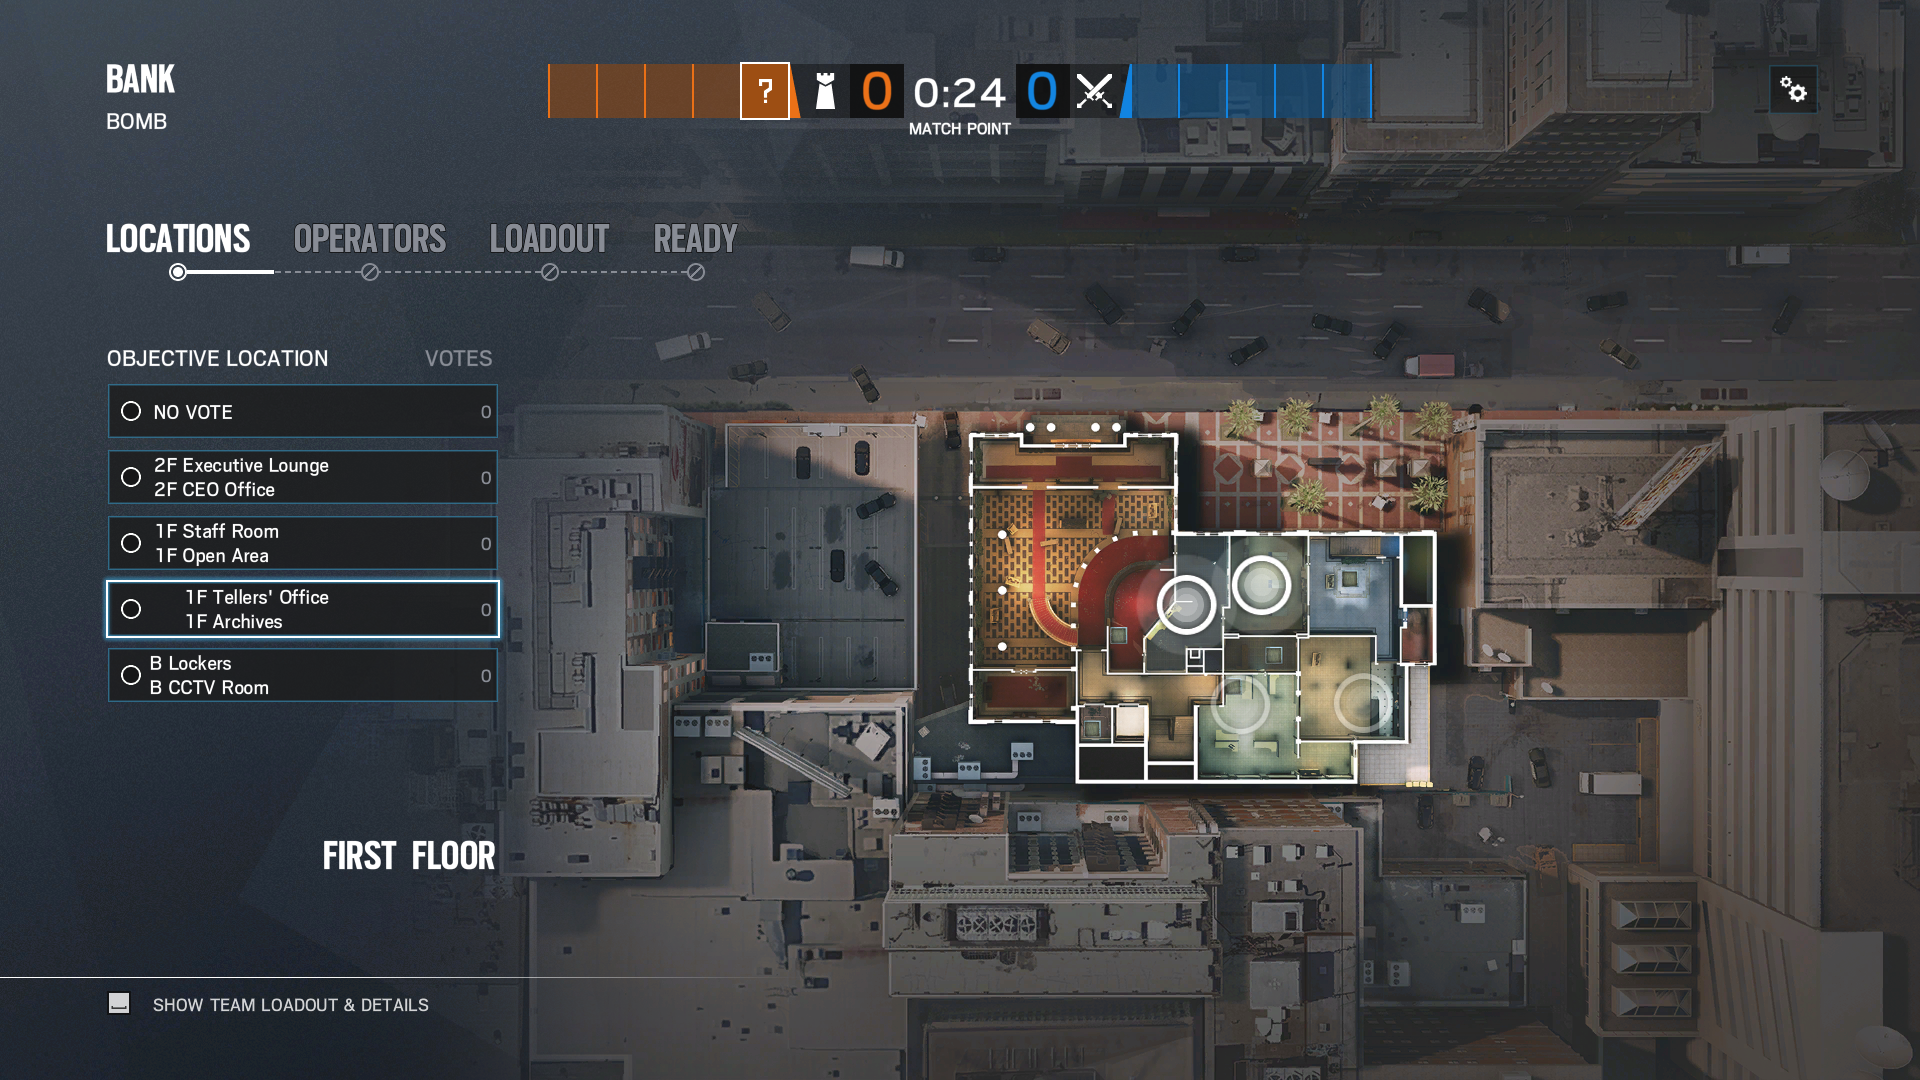 BANK
BOMB
?
0
0:24
0
MATCH POINT
LOCATIONS
OPERATORS
LOADOUT
READY
OBJECTIVE LOCATION
VOTES
NO VOTE
0
2F Executive Lounge
2F CEO Office
0
1F Staff Room
1F Open Area
0
1F Tellers' Office
1F Archives
0
B Lockers
B CCTV Room
0
FIRST FLOOR
SHOW TEAM LOADOUT & DETAILS